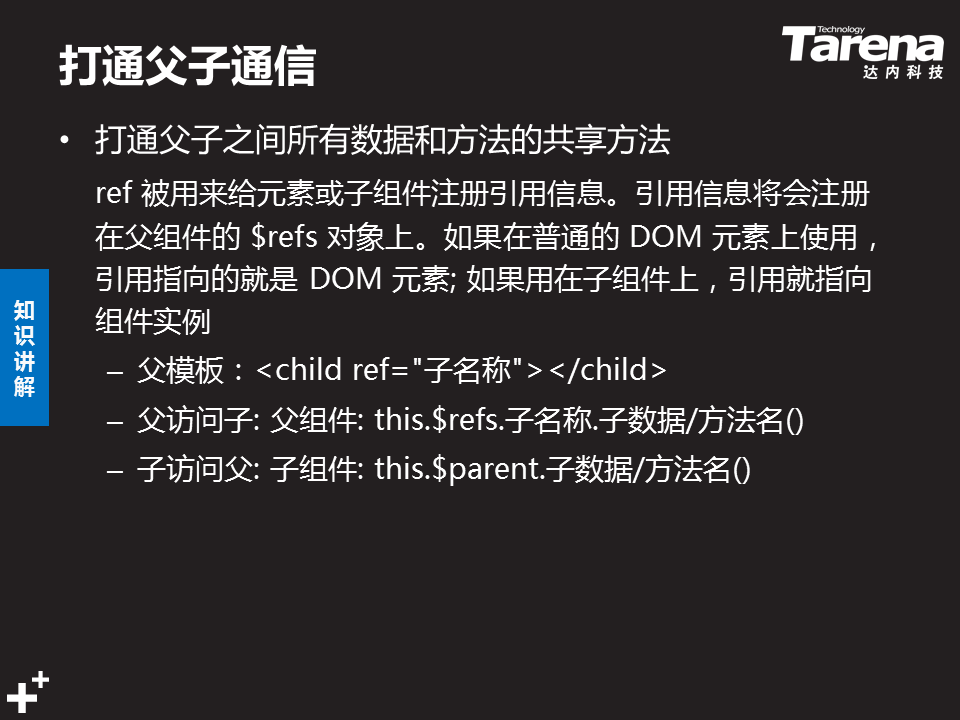 打通父子通信
Technology
Tarena
达内科技
• 打通父子之间所有数据和方法的共享方法
ref 被用来给元素或子组件注册引用信息。引用信息将会注册
在父组件的 $refs 对象上。如果在普通的 DOM 元素上使用，
引用指向的就是 DOM 元素; 如果用在子组件上，引用就指向
组件实例
– 父模板：<child ref="子名称"></child>
– 父访问子: 父组件: this.$refs.子名称.子数据/方法名()
– 子访问父: 子组件: this.$parent.子数据/方法名()
知识讲解